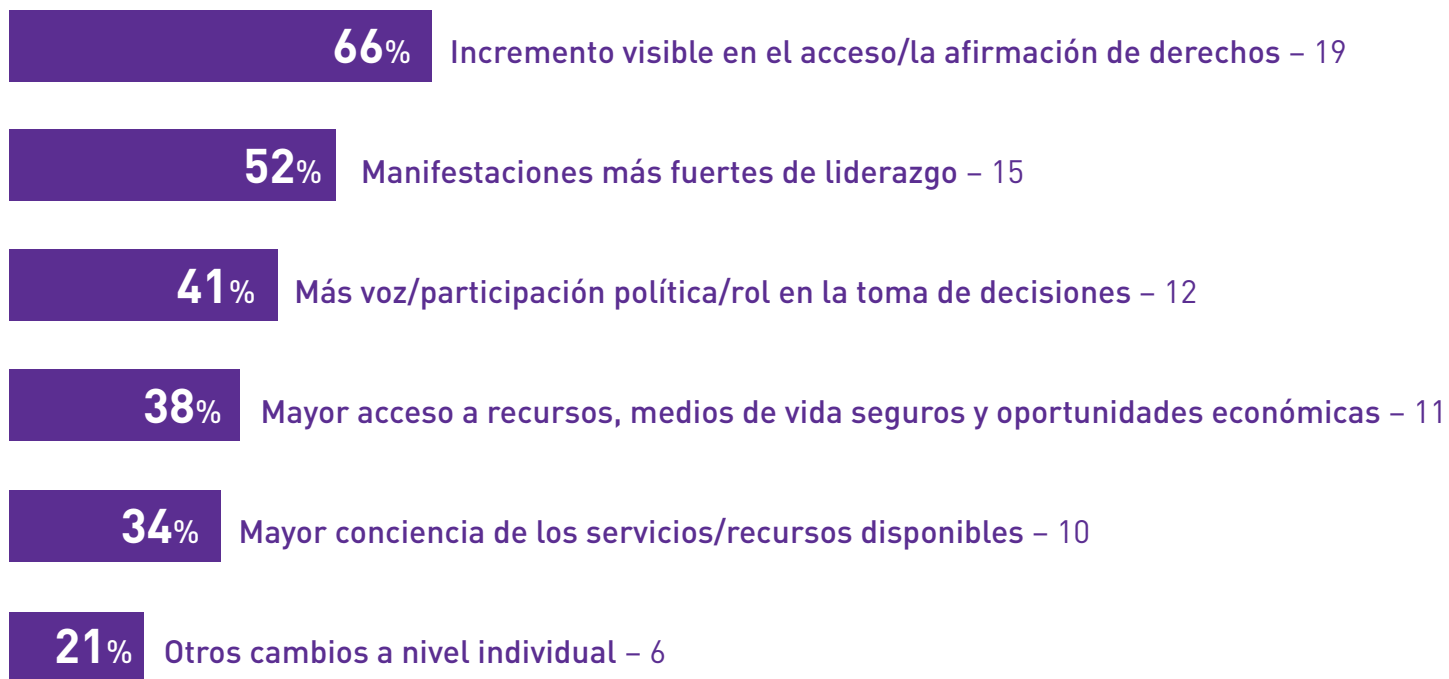 66% Incremento visible en el acceso/la afirmación de derechos – 19
52% Manifestaciones más fuertes de liderazgo – 15
41% Más voz/participación política/rol en la toma de decisiones – 12
38% Mayor acceso a recursos, medios de vida seguros y oportunidades económicas – 11
34% Mayor conciencia de los servicios/recursos disponibles – 10
21% Otros cambios a nivel individual – 6